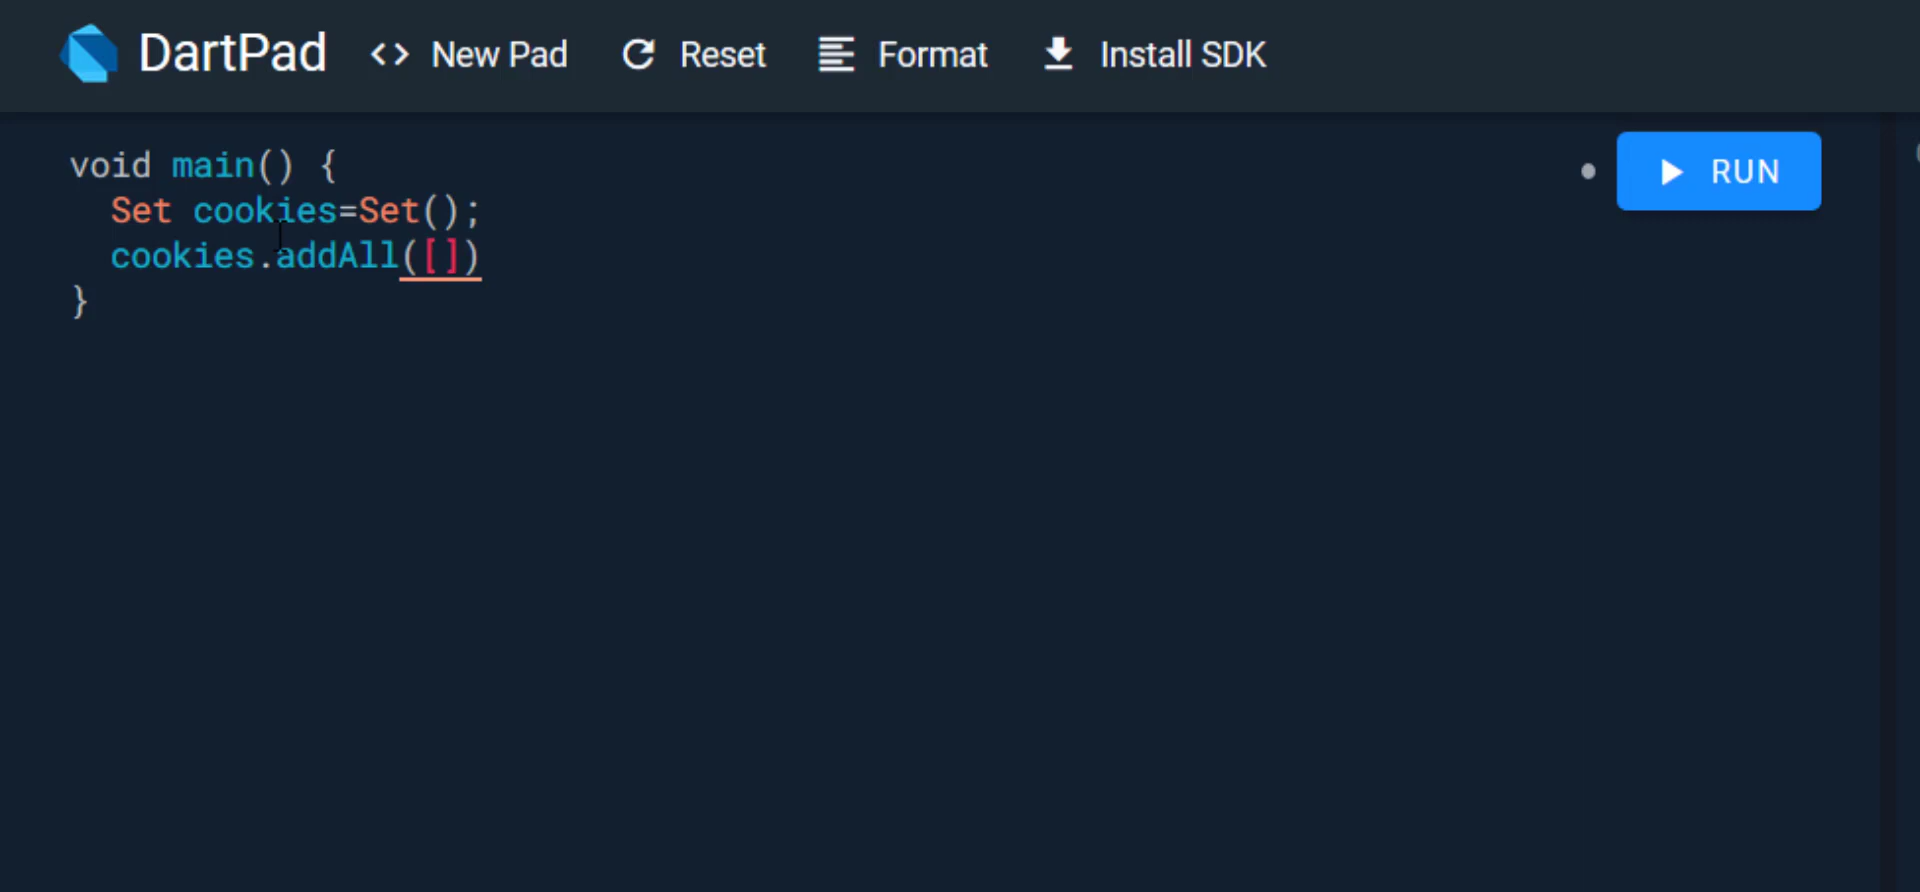 DartPad <> New Pad Reset Format Install SDK
void main() {
RUN
  Set cookies=Set();
  cookies.addAll([])
}